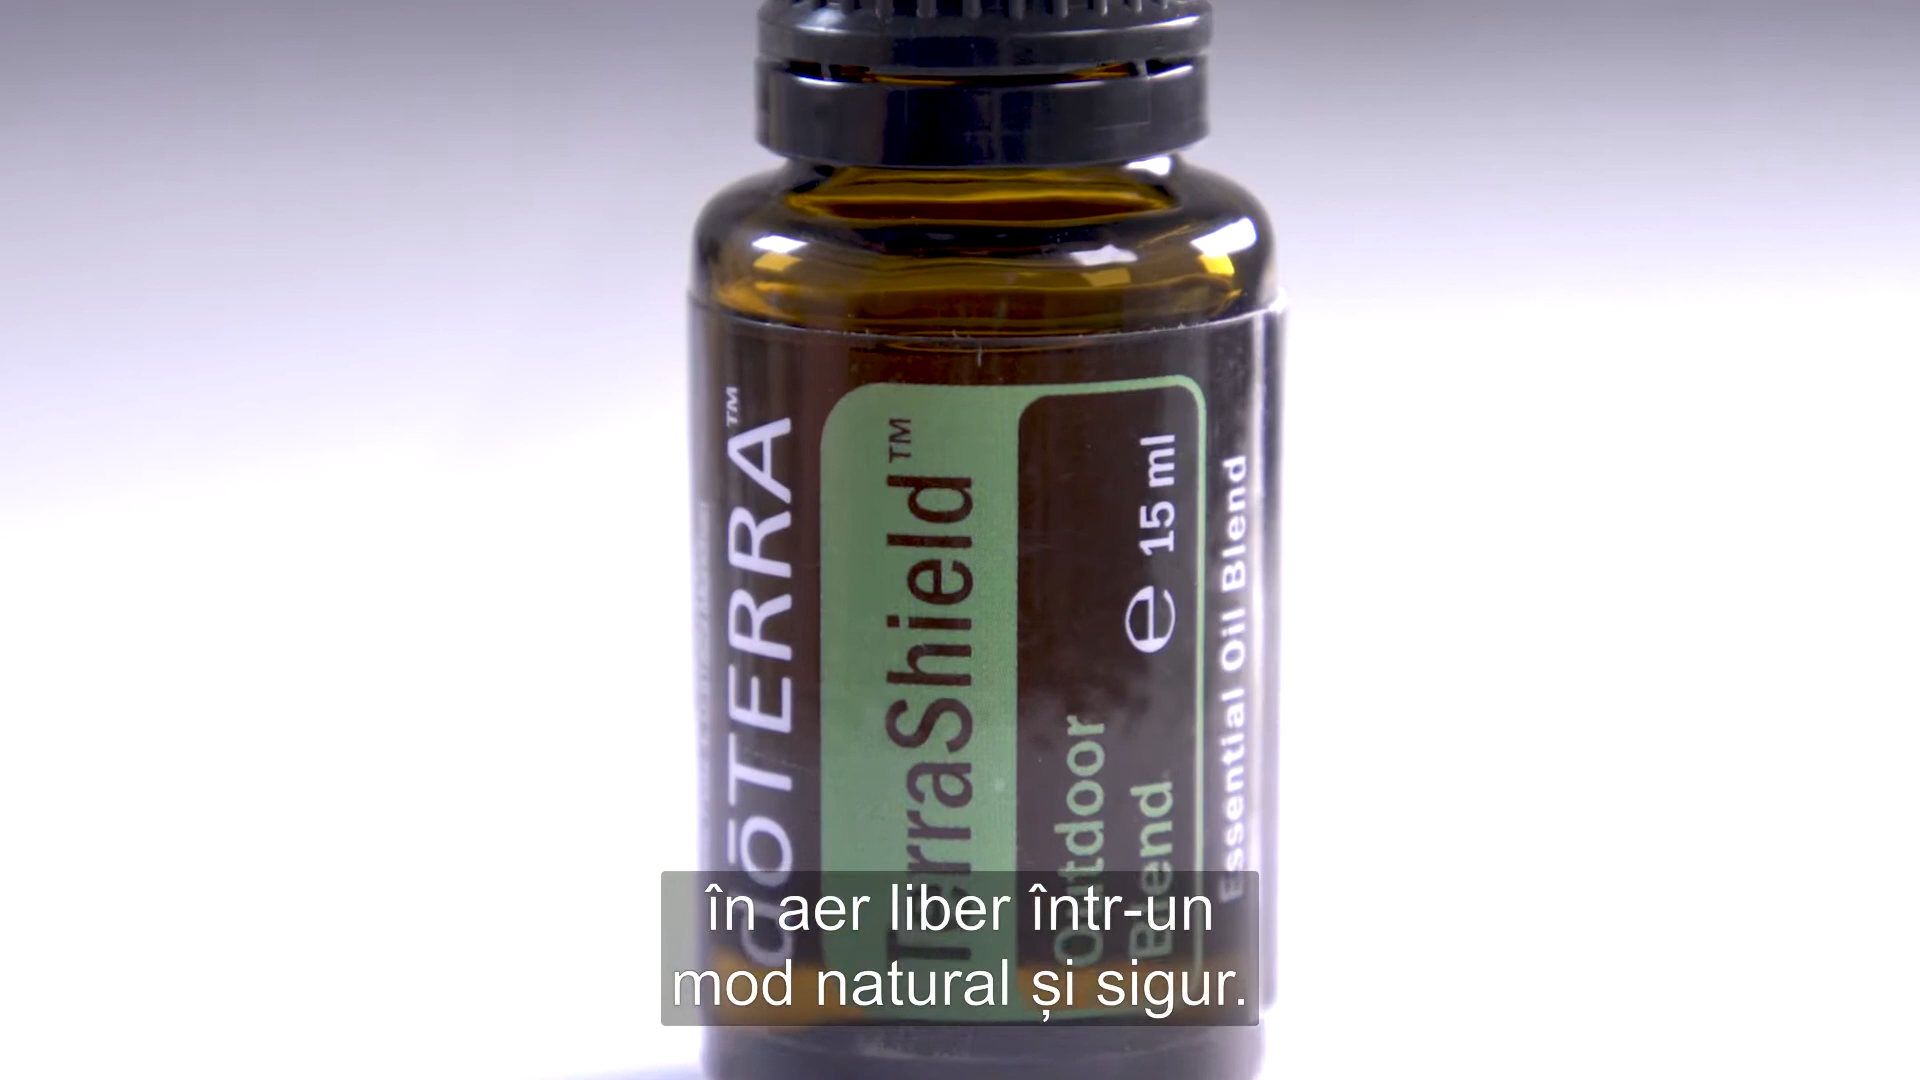 dōTERRA™
TerraShield™
Outdoor
Blend
℮ 15 ml
Essential Oil Blend
în aer liber într-un
mod natural și sigur.